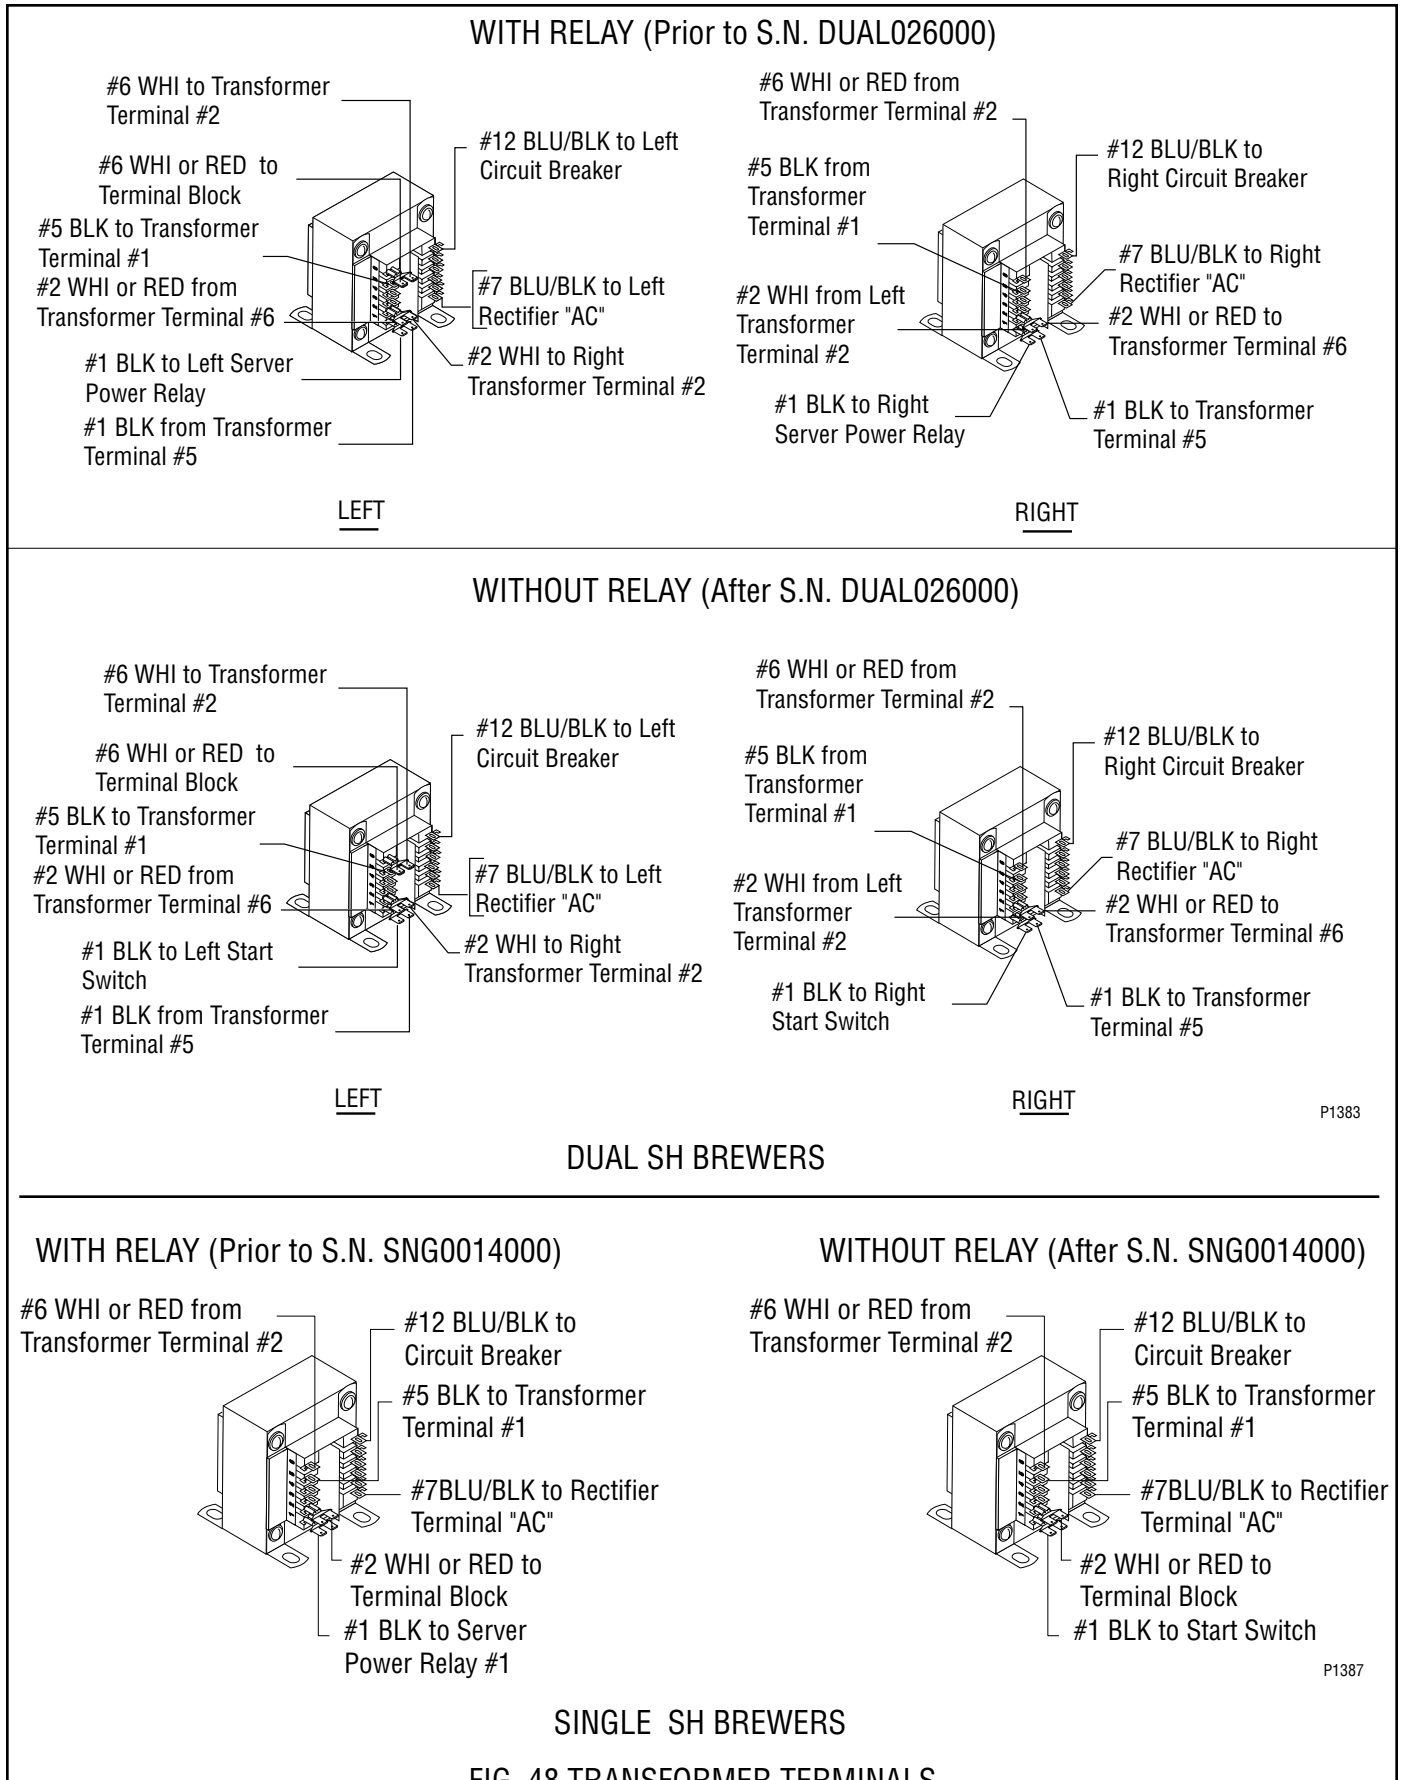 WITH RELAY (Prior to S.N. DUAL026000)
#6 WHI to Transformer
Terminal #2
#6 WHI or RED to
Terminal Block
#5 BLK to Transformer
Terminal #1
#2 WHI or RED from
Transformer Terminal #6
#1 BLK to Left Server
Power Relay
#1 BLK from Transformer
Terminal #5
#12 BLU/BLK to Left
Circuit Breaker
#7 BLU/BLK to Left
Rectifier "AC"
#2 WHI to Right
Transformer Terminal #2
LEFT
#6 WHI or RED from
Transformer Terminal #2
#5 BLK from
Transformer
Terminal #1
#2 WHI from Left
Transformer
Terminal #2
#1 BLK to Right
Server Power Relay
#12 BLU/BLK to
Right Circuit Breaker
#7 BLU/BLK to Right
Rectifier "AC"
#2 WHI or RED to
Transformer Terminal #6
#1 BLK to Transformer
Terminal #5
RIGHT
WITHOUT RELAY (After S.N. DUAL026000)
#6 WHI to Transformer
Terminal #2
#6 WHI or RED to
Terminal Block
#5 BLK to Transformer
Terminal #1
#2 WHI or RED from
Transformer Terminal #6
#1 BLK to Left Start
Switch
#1 BLK from Transformer
Terminal #5
#12 BLU/BLK to Left
Circuit Breaker
#7 BLU/BLK to Left
Rectifier "AC"
#2 WHI to Right
Transformer Terminal #2
LEFT
#6 WHI or RED from
Transformer Terminal #2
#5 BLK from
Transformer
Terminal #1
#2 WHI from Left
Transformer
Terminal #2
#1 BLK to Right
Start Switch
#12 BLU/BLK to
Right Circuit Breaker
#7 BLU/BLK to Right
Rectifier "AC"
#2 WHI or RED to
Transformer Terminal #6
#1 BLK to Transformer
Terminal #5
RIGHT
P1383
DUAL SH BREWERS
WITH RELAY (Prior to S.N. SNG0014000)
#6 WHI or RED from
Transformer Terminal #2
#12 BLU/BLK to
Circuit Breaker
#5 BLK to Transformer
Terminal #1
#7BLU/BLK to Rectifier
Terminal "AC"
#2 WHI or RED to
Terminal Block
#1 BLK to Server
Power Relay #1
WITHOUT RELAY (After S.N. SNG0014000)
#6 WHI or RED from
Transformer Terminal #2
#12 BLU/BLK to
Circuit Breaker
#5 BLK to Transformer
Terminal #1
#7BLU/BLK to Rectifier
Terminal "AC"
#2 WHI or RED to
Terminal Block
#1 BLK to Start Switch
P1387
SINGLE SH BREWERS
FIG. 48 TRANSFORMER TERMINALS